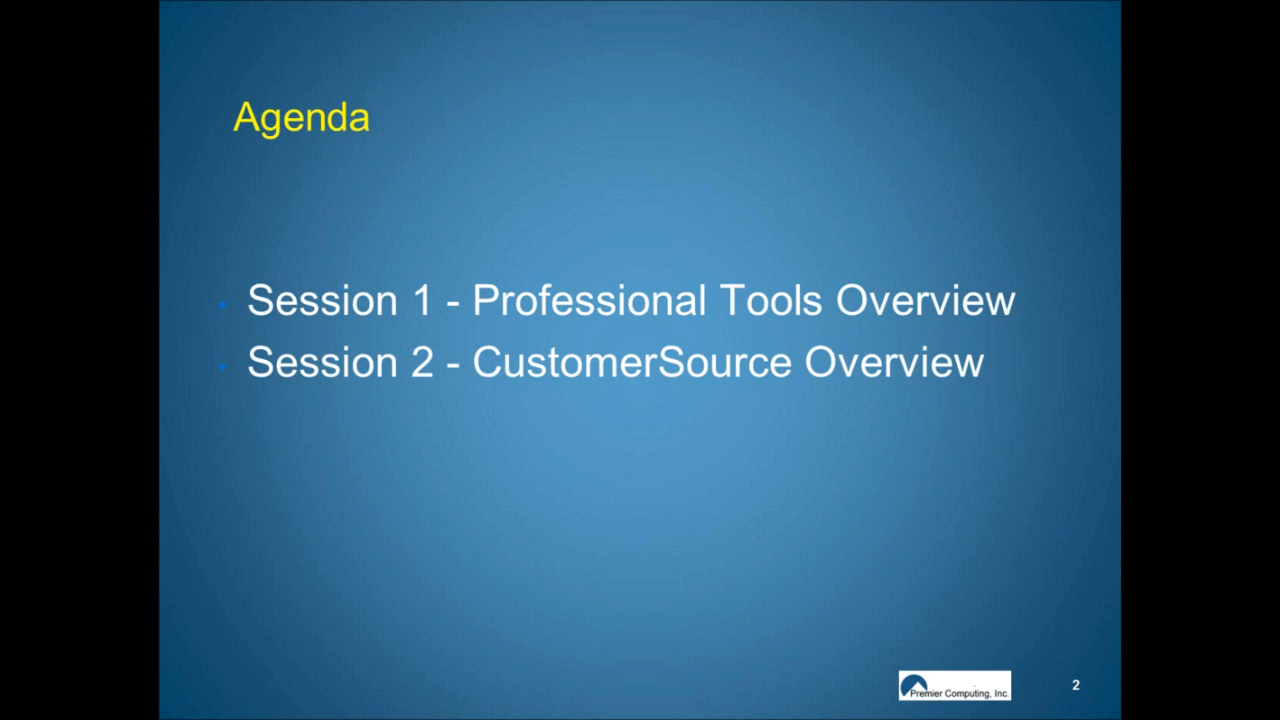 Agenda
Session 1 - Professional Tools Overview
Session 2 - CustomerSource Overview
Premier Computing, Inc.
2